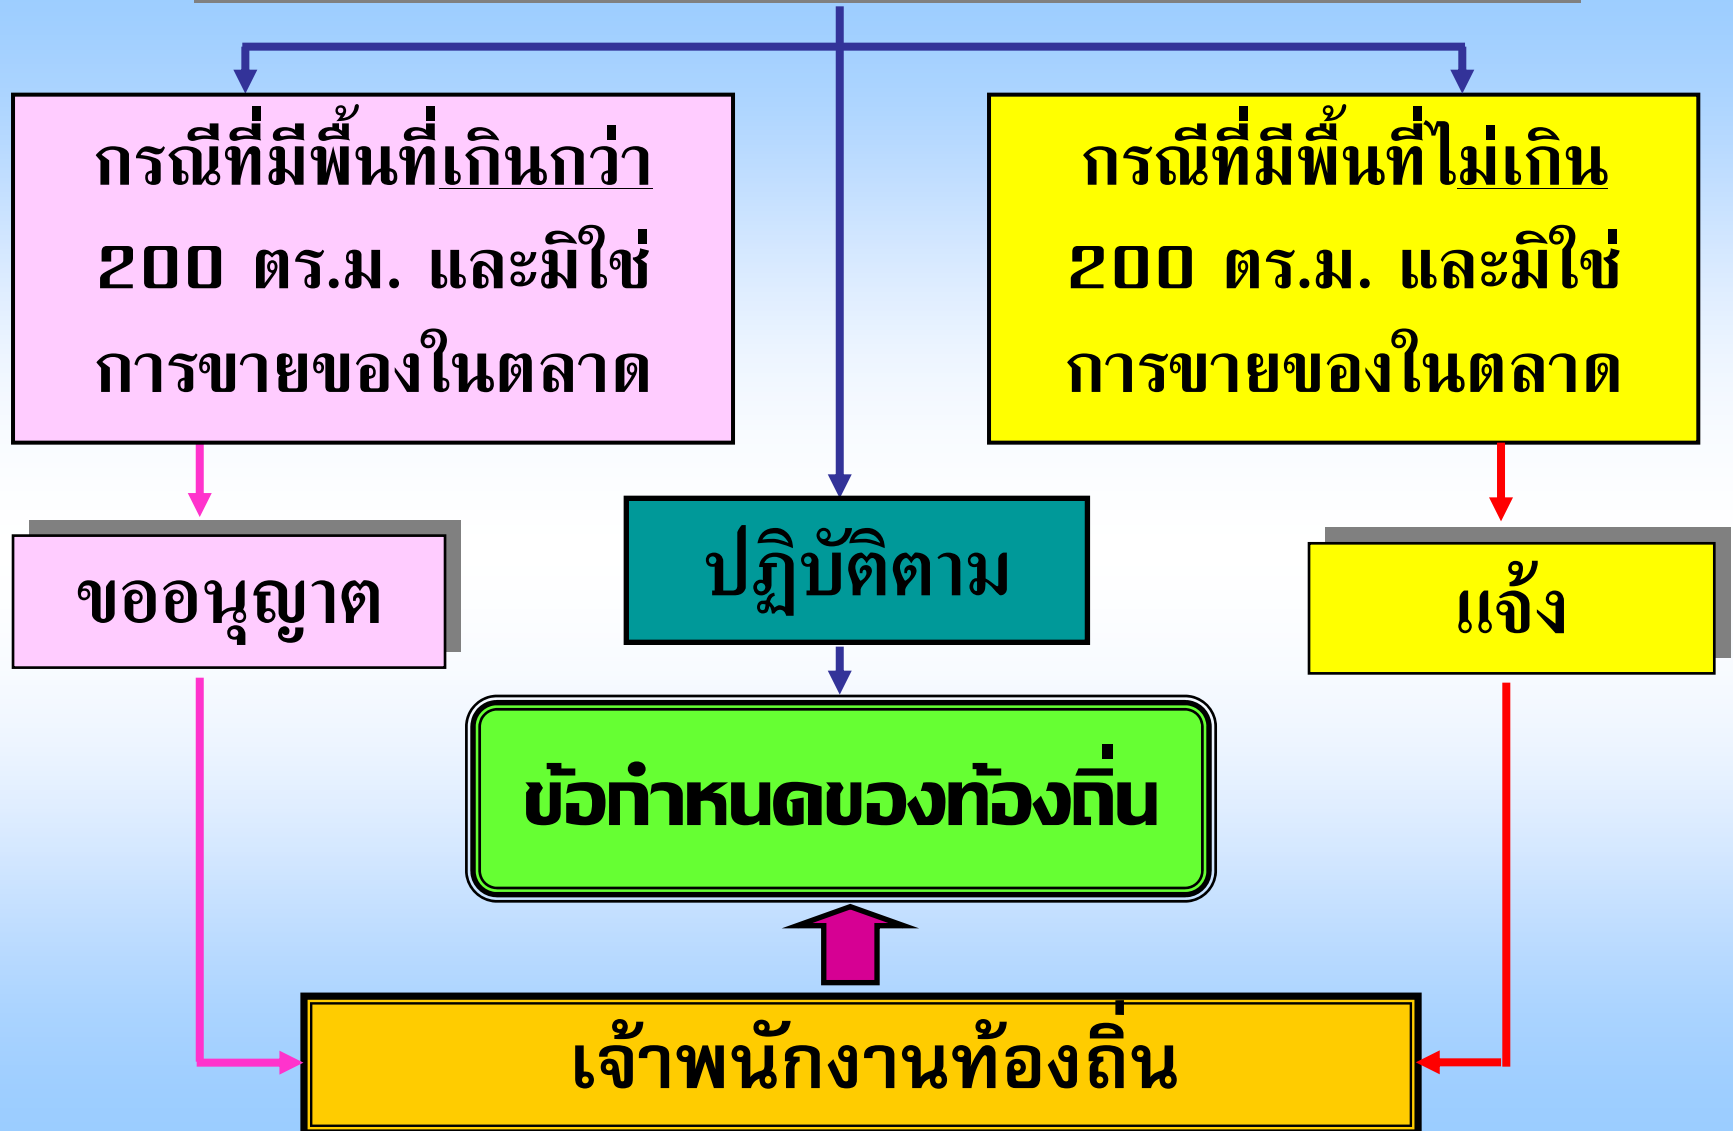 กรณีที่มีพื้นที่เกินกว่า
200 ตร.ม. และมิใช่
การขายของในตลาด
กรณีที่มีพื้นที่ไม่เกิน
200 ตร.ม. และมิใช่
การขายของในตลาด
ขออนุญาต
ปฏิบัติตาม
แจ้ง
ข้อกำหนดของท้องถิ่น
เจ้าพนักงานท้องถิ่น